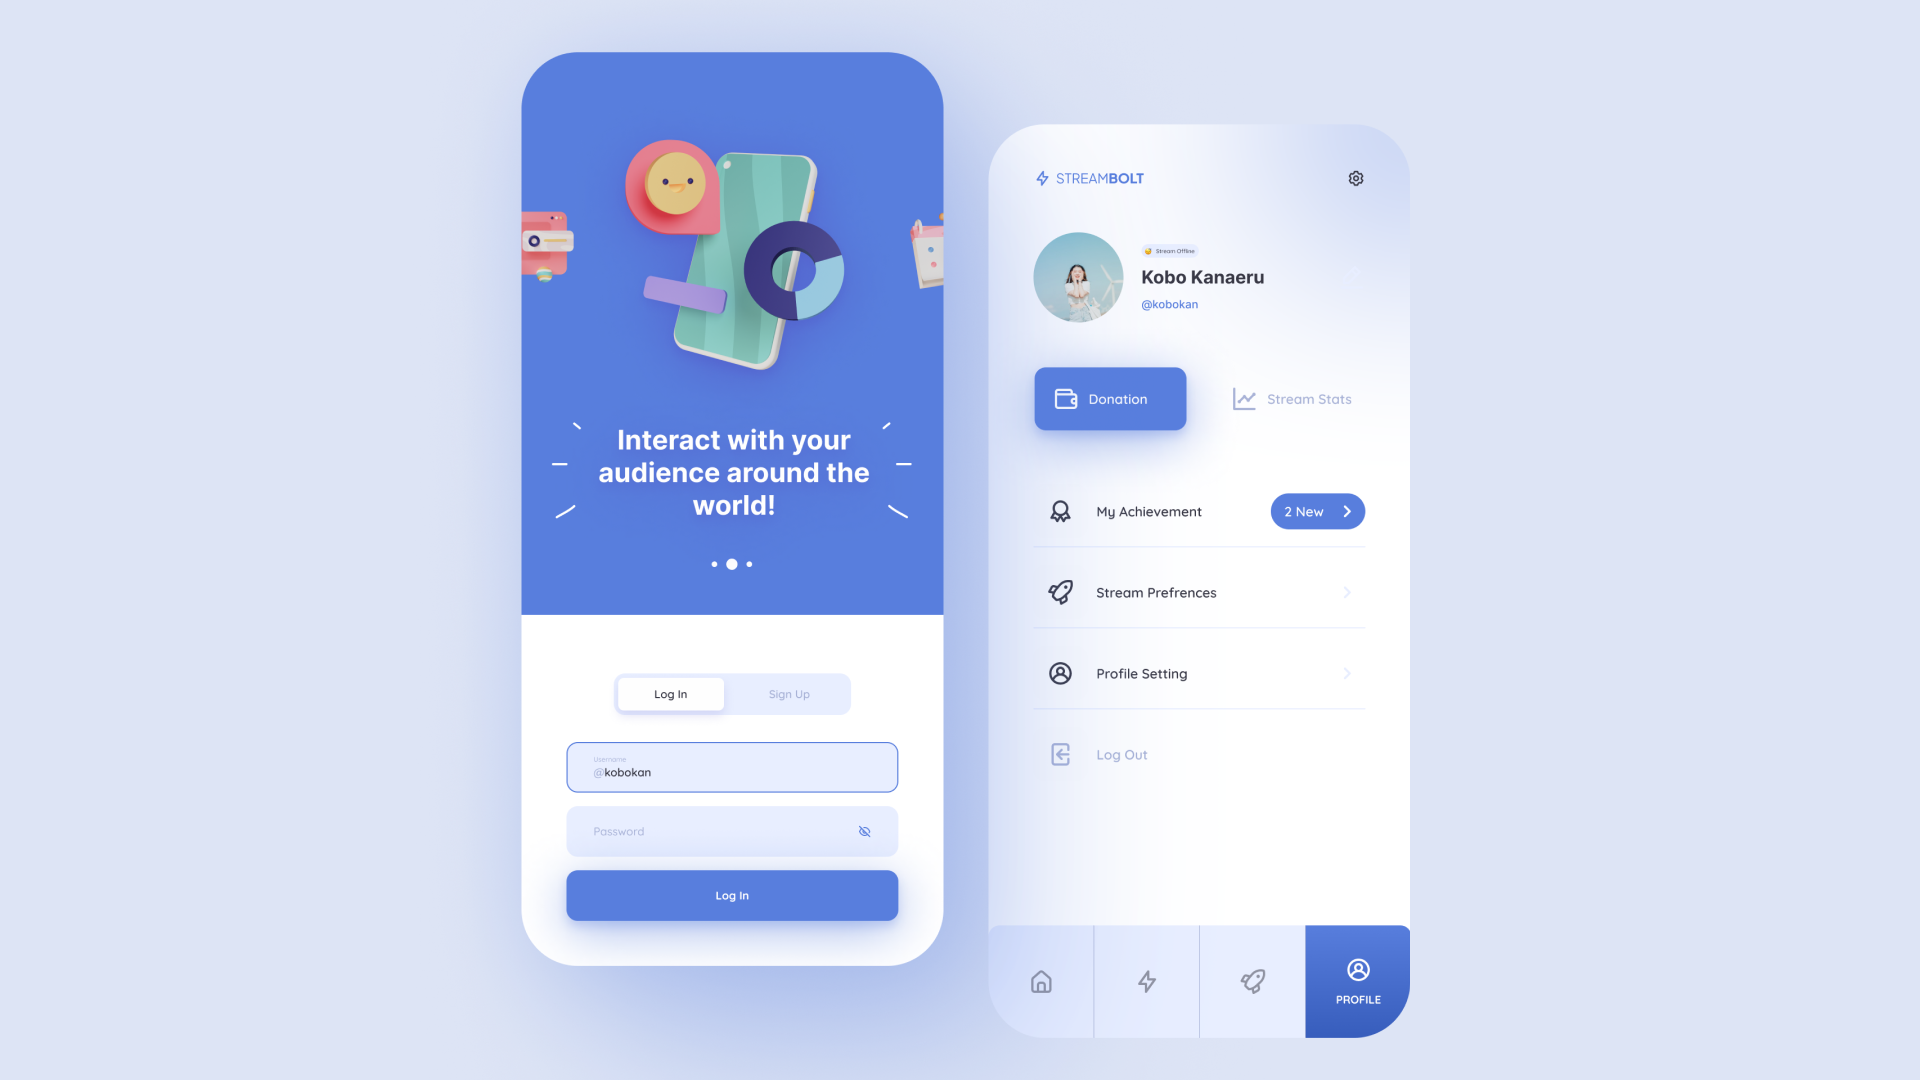 Interact with your
audience around the
world!
Log In
Sign Up
Username
@kobokan
Password
Log In
STREAMBOLT
Stream Offline
Kobo Kanaeru
@kobokan
Donation
Stream Stats
My Achievement
2 New
Stream Prefrences
Profile Setting
Log Out
PROFILE